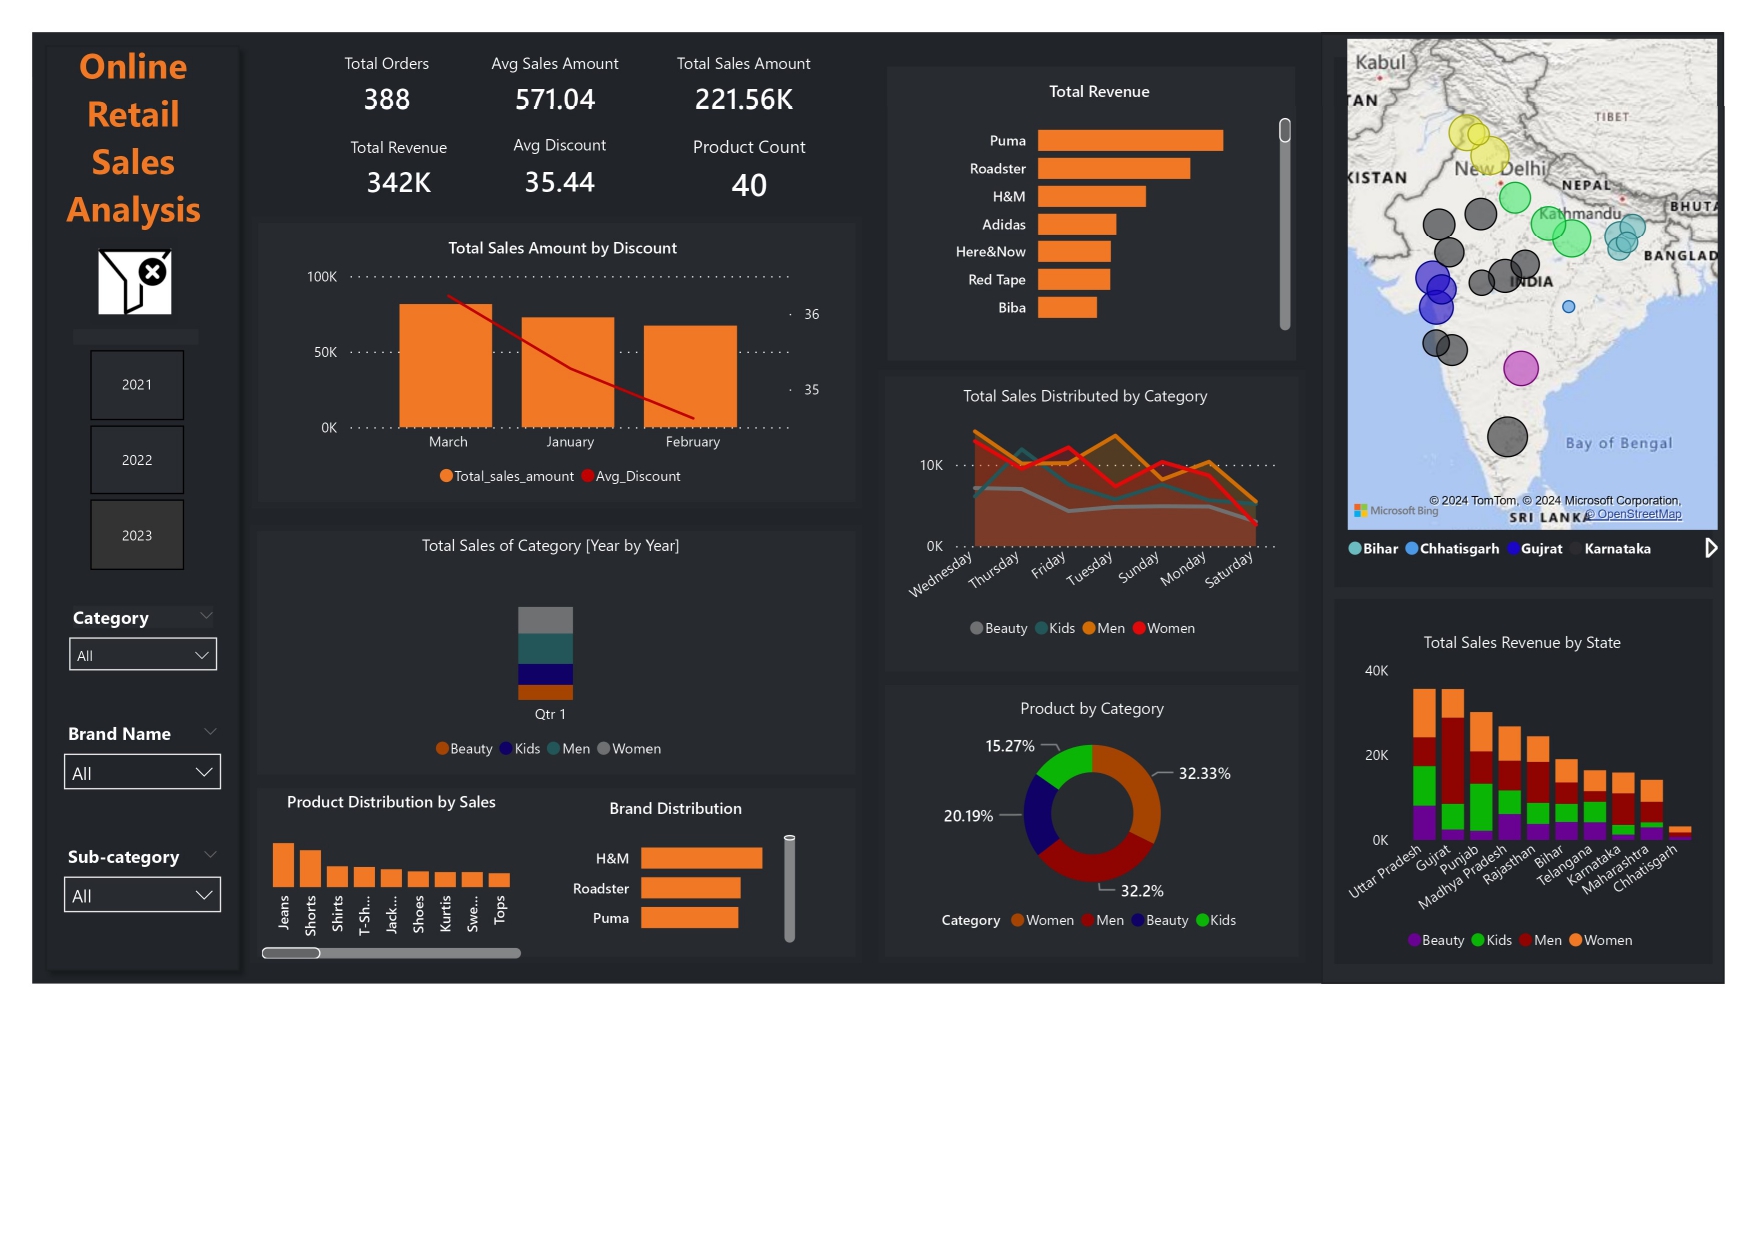 Online
Retail
Sales
Analysis
2021
2022
2023
Category
All
Brand Name
All
Sub-category
All
Total Orders
388
Avg Sales Amount
571.04
Total Sales Amount
221.56K
Total Revenue
342K
Avg Discount
35.44
Product Count
40
Total Sales Amount by Discount
100K
50K
0K
36
35
March January February
Total_sales_amount Avg_Discount
Total Sales of Category [Year by Year]
Qtr 1
Beauty Kids Men Women
Product Distribution by Sales
Jeans
Shorts
Shirts
T-Sh...
Jack...
Shoes
Kurtis
Swe...
Tops
Brand Distribution
H&M
Roadster
Puma
Total Revenue
Puma
Roadster
H&M
Adidas
Here&Now
Red Tape
Biba
Total Sales Distributed by Category
10K
0K
Wednesday
Thursday
Friday
Tuesday
Sunday
Monday
Saturday
Beauty Kids Men Women
Product by Category
15.27%
32.33%
20.19%
32.2%
Category Women Men Beauty Kids
Kabul
TAN
TIBET
New Delhi
KISTAN
NEPAL
Kathmandu
BHUTA
BANGLAD
INDIA
Bay of Bengal
© 2024 TomTom, © 2024 Microsoft Corporation,
Microsoft Bing
© OpenStreetMap
SRI LANKA
Bihar Chhatisgarh Gujrat Karnataka
Total Sales Revenue by State
40K
20K
0K
Uttar Pradesh
Gujrat
Punjab
Madhya Pradesh
Rajasthan
Bihar
Telangana
Karnataka
Maharashtra
Chhatisgarh
Beauty Kids Men Women